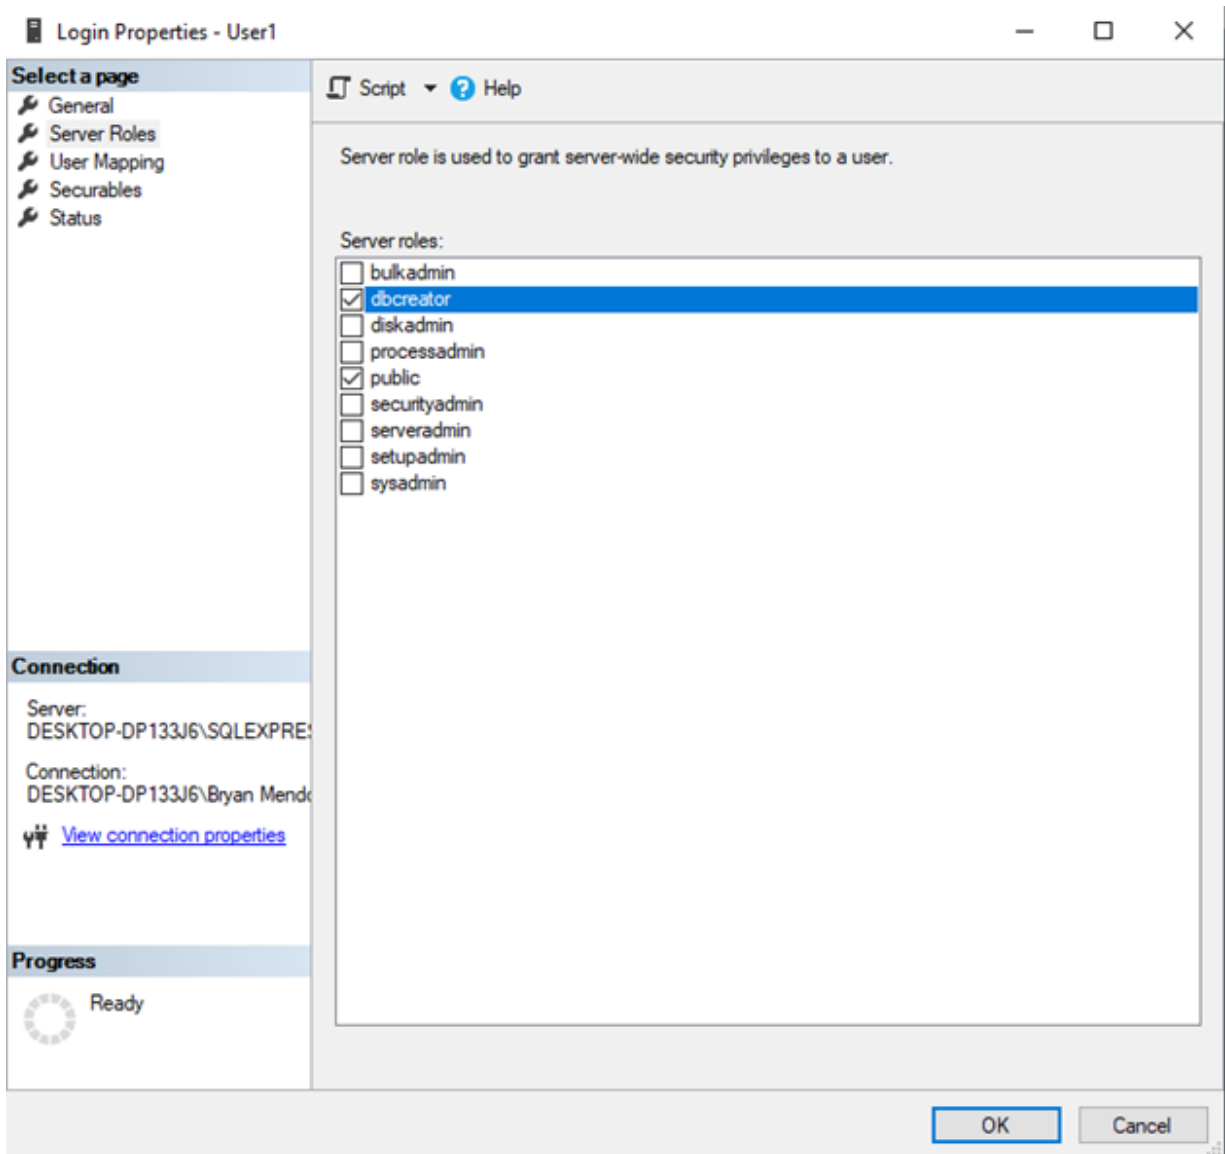 Login Properties - User1
Select a page
General
Server Roles
User Mapping
Securables
Status
Script
Help
Server role is used to grant server-wide security privileges to a user.
Server roles:
bulkadmin
dbcreator
diskadmin
processadmin
public
securityadmin
serveradmin
setupadmin
sysadmin
Connection
Server:
DESKTOP-DP133J6\SQLEXPRES
Connection:
DESKTOP-DP133J6\Bryan Mendo
View connection properties
Progress
Ready
OK
Cancel